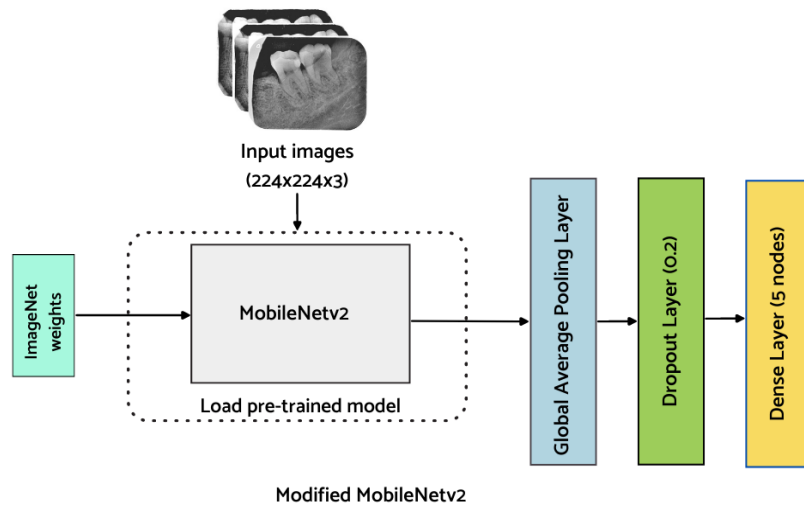 Input images
(224x224x3)
ImageNet
weights
MobileNetv2
Load pre-trained model
Global Average Pooling Layer
Dropout Layer (0.2)
Dense Layer (5 nodes)
Modified MobileNetv2